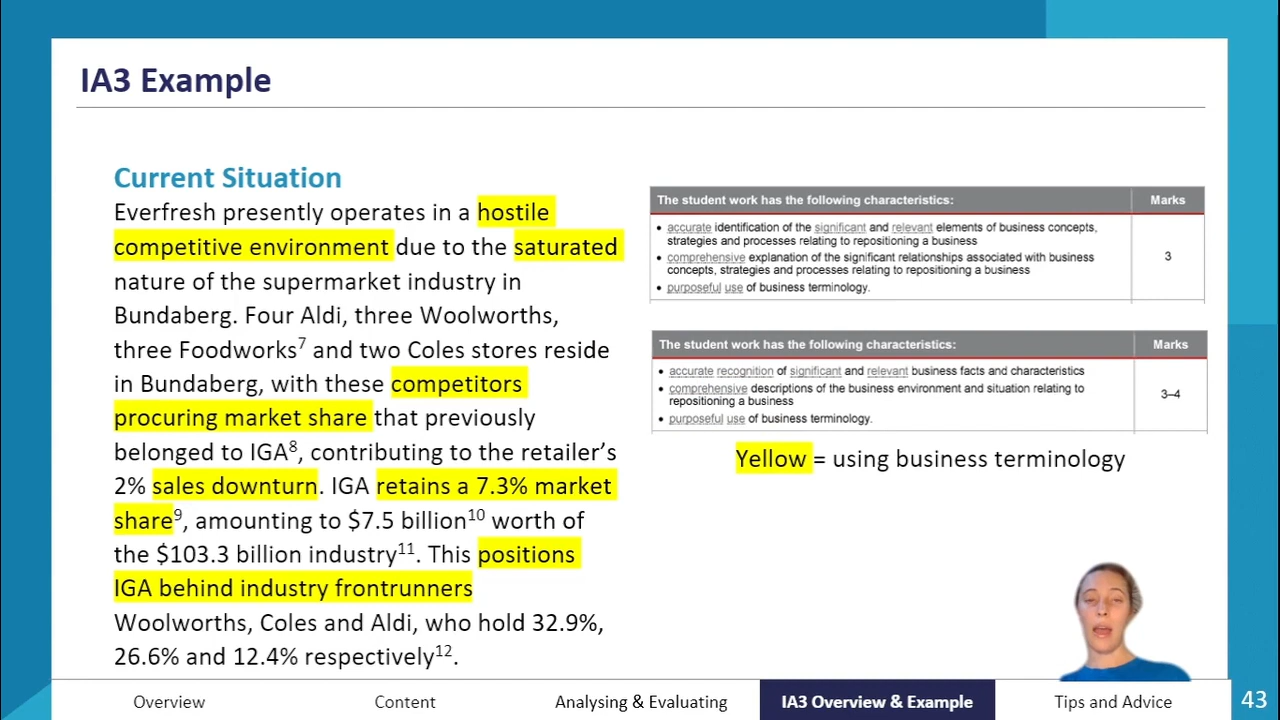 IA3 Example
Current Situation
Everfresh presently operates in a hostile
competitive environment due to the saturated
nature of the supermarket industry in
Bundaberg. Four Aldi, three Woolworths,
three Foodworks⁷ and two Coles stores reside
in Bundaberg, with these competitors
procuring market share that previously
belonged to IGA⁸, contributing to the retailer’s
2% sales downturn. IGA retains a 7.3% market
share⁹, amounting to $7.5 billion¹⁰ worth of
the $103.3 billion industry¹¹. This positions
IGA behind industry frontrunners
Woolworths, Coles and Aldi, who hold 32.9%,
26.6% and 12.4% respectively¹².
The student work has the following characteristics: Marks
• accurate identification of the significant and relevant elements of business concepts,
strategies and processes relating to repositioning a business
• comprehensive explanation of the significant relationships associated with business
concepts, strategies and processes relating to repositioning a business
• purposeful use of business terminology.
3
The student work has the following characteristics: Marks
• accurate recognition of significant and relevant business facts and characteristics
• comprehensive descriptions of the business environment and situation relating to
repositioning a business
• purposeful use of business terminology.
3–4
Yellow = using business terminology
Overview Content Analysing & Evaluating IA3 Overview & Example Tips and Advice 43